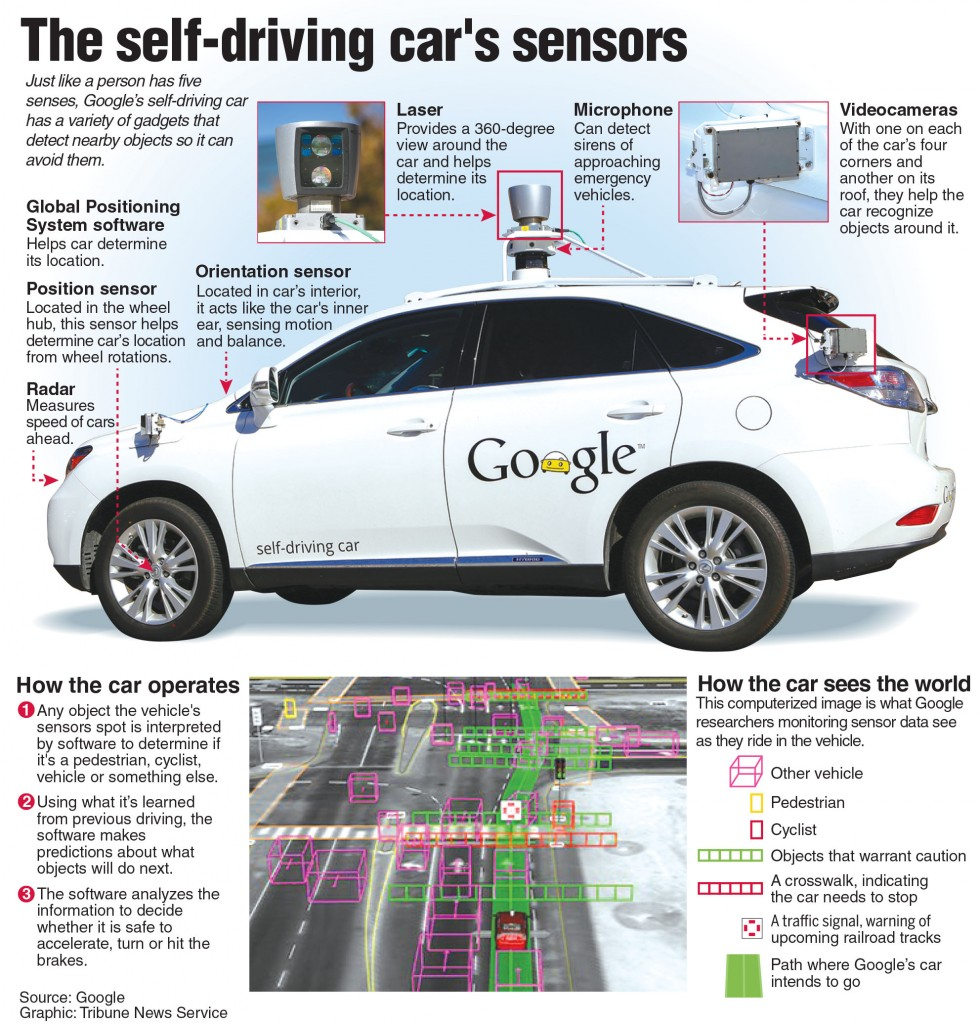 The self-driving car's sensors
Just like a person has five
senses, Google's self-driving car
has a variety of gadgets that
detect nearby objects so it can
avoid them.
Global Positioning
System software
Helps car determine
its location.
Position sensor
Located in the wheel
hub, this sensor helps
determine car's location
from wheel rotations.
Radar
Measures
speed of cars
ahead.
Orientation sensor
Located in car's interior,
it acts like the car's inner
ear, sensing motion
and balance.
Laser
Provides a 360-degree
view around the
car and helps
determine its
location.
Microphone
Can detect
sirens of
approaching
emergency
vehicles.
Videocameras
With one on each
of the car's four
corners and
another on its
roof, they help the
car recognize
objects around it.
Google™
self-driving car
How the car operates
1 Any object the vehicle's
sensors spot is interpreted
by software to determine if
it's a pedestrian, cyclist,
vehicle or something else.
2 Using what it's learned
from previous driving, the
software makes
predictions about what
objects will do next.
3 The software analyzes the
information to decide
whether it is safe to
accelerate, turn or hit the
brakes.
Source: Google
Graphic: Tribune News Service
How the car sees the world
This computerized image is what Google
researchers monitoring sensor data see
as they ride in the vehicle.
Other vehicle
Pedestrian
Cyclist
Objects that warrant caution
A crosswalk, indicating
the car needs to stop
A traffic signal, warning of
upcoming railroad tracks
Path where Google's car
intends to go